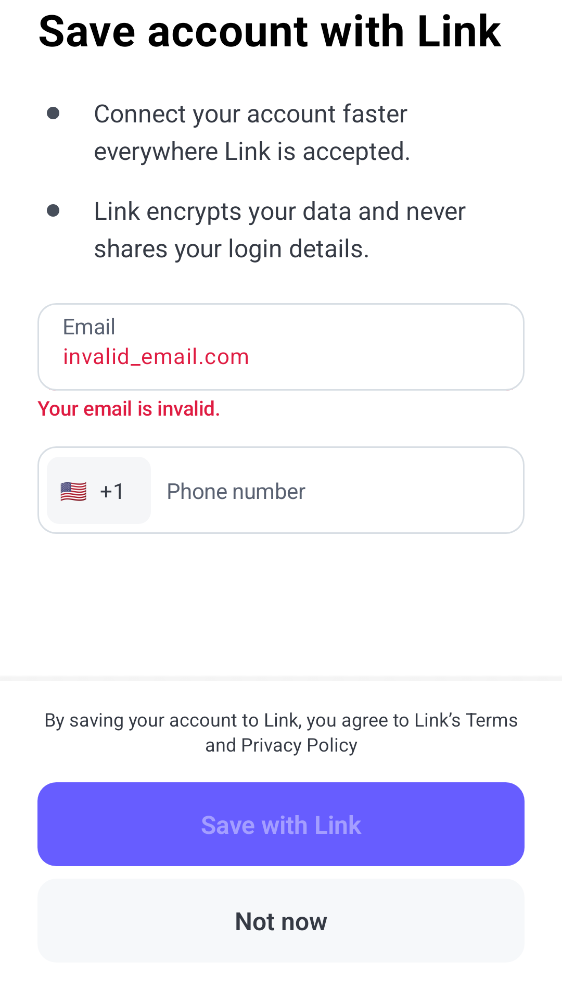 Save account with Link
Connect your account faster
everywhere Link is accepted.
Link encrypts your data and never
shares your login details.
Email
invalid_email.com
Your email is invalid.
+1 Phone number
By saving your account to Link, you agree to Link’s Terms
and Privacy Policy
Save with Link
Not now